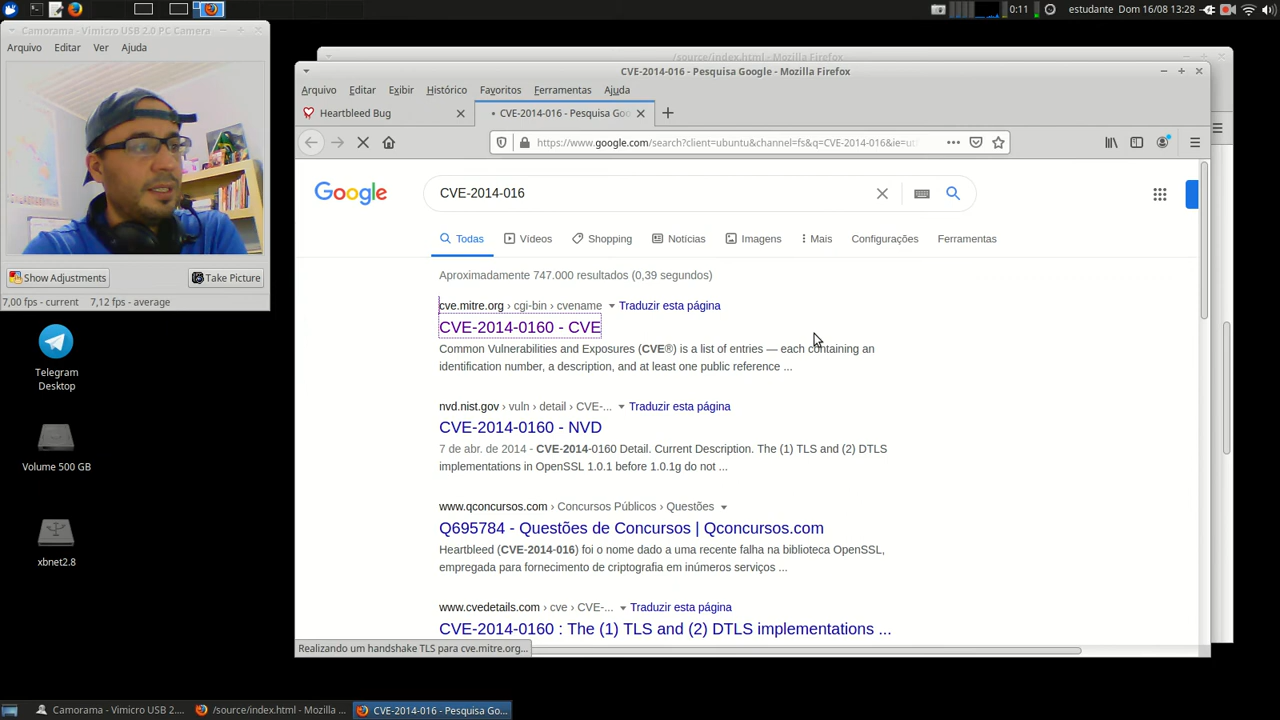 0:11
estudante
Dom 16/08 13:28
Camorama - Vimicro USB 2.0 PC Camera
Arquivo Editar Ver Ajuda
Show Adjustments
Take Picture
7,00 fps - current 7,12 fps - average
Telegram
Desktop
Volume 500 GB
xbnet2.8
/source/index.html - Mozilla Firefox
CVE-2014-016 - Pesquisa Google - Mozilla Firefox
Arquivo Editar Exibir Histórico Favoritos Ferramentas Ajuda
Heartbleed Bug
CVE-2014-016 - Pesquisa Goo
https://www.google.com/search?client=ubuntu&channel=fs&q=CVE-2014-016&ie=ut
Google
CVE-2014-016
Todas Vídeos Shopping Notícias Imagens Mais Configurações Ferramentas
Aproximadamente 747.000 resultados (0,39 segundos)
cve.mitre.org › cgi-bin › cvename Traduzir esta página
CVE-2014-0160 - CVE
Common Vulnerabilities and Exposures (CVE®) is a list of entries — each containing an
identification number, a description, and at least one public reference ...
nvd.nist.gov › vuln › detail › CVE-... Traduzir esta página
CVE-2014-0160 - NVD
7 de abr. de 2014 - CVE-2014-0160 Detail. Current Description. The (1) TLS and (2) DTLS
implementations in OpenSSL 1.0.1 before 1.0.1g do not ...
www.qconcursos.com › Concursos Públicos › Questões
Q695784 - Questões de Concursos | Qconcursos.com
Heartbleed (CVE-2014-016) foi o nome dado a uma recente falha na biblioteca OpenSSL,
empregada para fornecimento de criptografia em inúmeros serviços ...
www.cvedetails.com › cve › CVE-... Traduzir esta página
CVE-2014-0160 : The (1) TLS and (2) DTLS implementations ...
Realizando um handshake TLS para cve.mitre.org...
Camorama - Vimicro USB 2....
/source/index.html - Mozilla ...
CVE-2014-016 - Pesquisa Go...